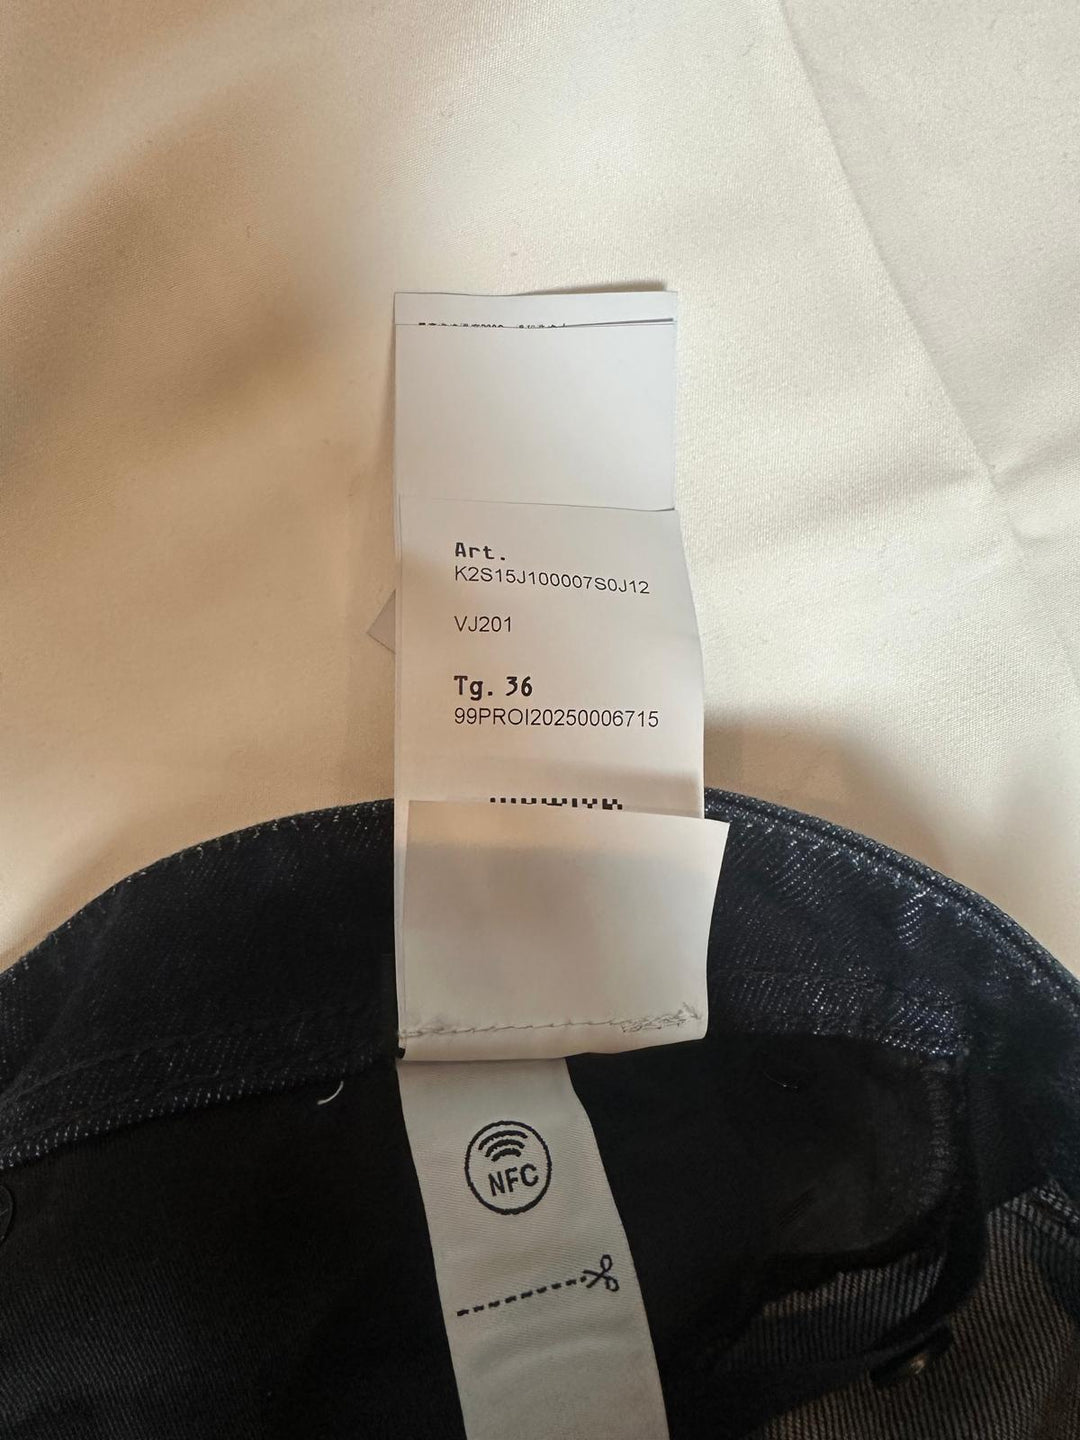 Art.
K2S15J100007S0J12
VJ201
Tg. 36
99PROI20250006715
NFC